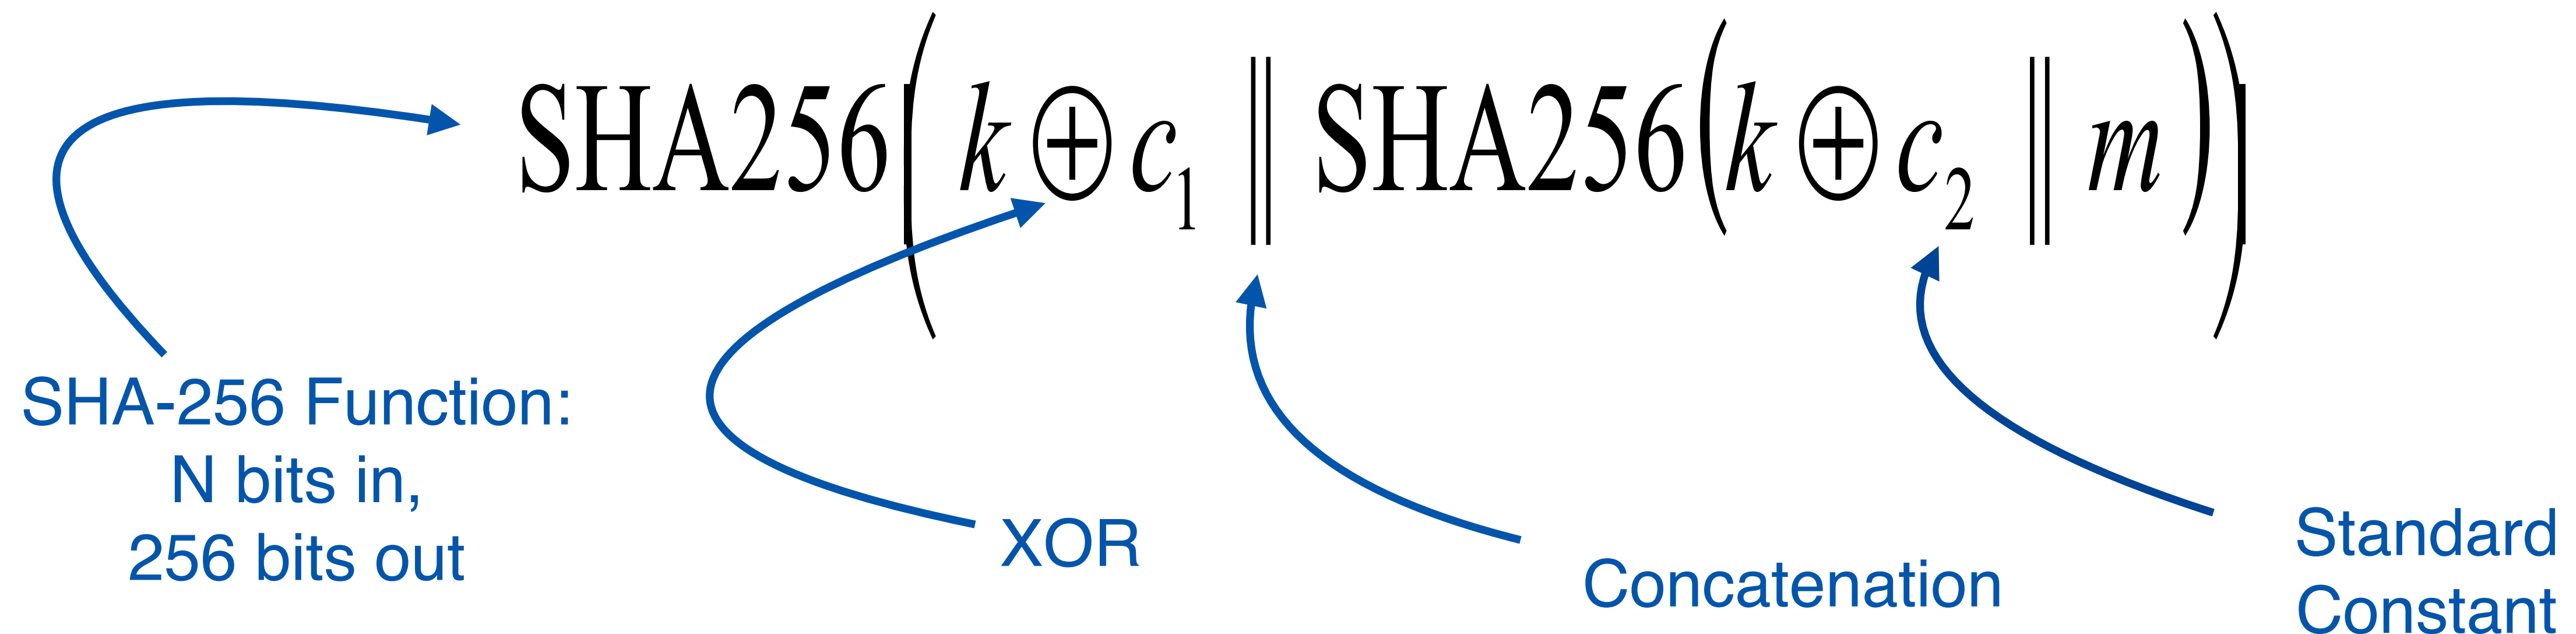 SHA256( k ⊕ c₁ ‖ SHA256(k ⊕ c₂ ‖ m))
SHA-256 Function:
N bits in,
256 bits out
XOR
Concatenation
Standard
Constant